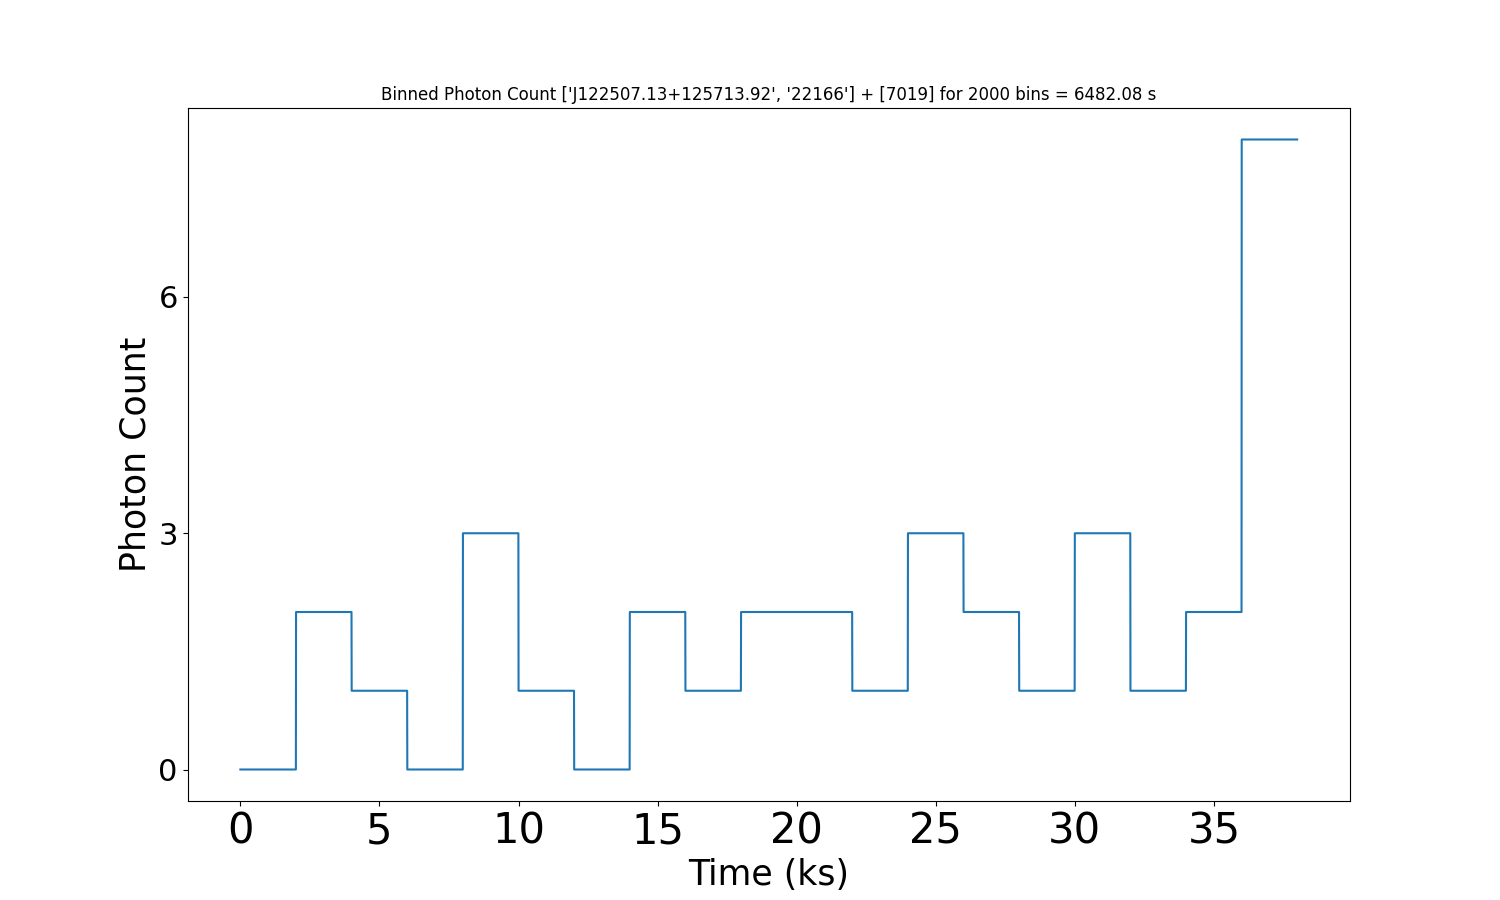 Binned Photon Count ['J122507.13+125713.92', '22166'] + [7019] for 2000 bins = 6482.08 s
6
3
0
Photon Count
0 5 10 15 20 25 30 35
Time (ks)